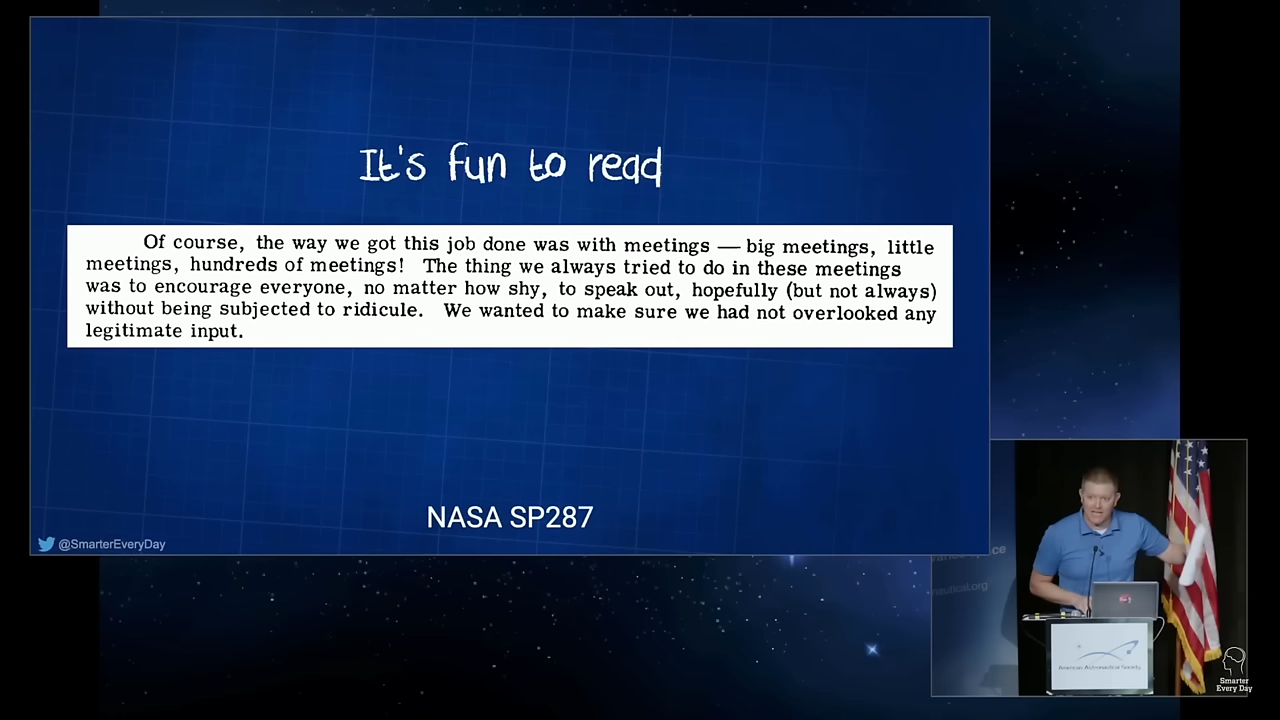 It's fun to read
Of course, the way we got this job done was with meetings — big meetings, little
meetings, hundreds of meetings! The thing we always tried to do in these meetings
was to encourage everyone, no matter how shy, to speak out, hopefully (but not always)
without being subjected to ridicule. We wanted to make sure we had not overlooked any
legitimate input.
NASA SP287
@SmarterEveryDay
American Astronautical Society
Smarter
Every Day